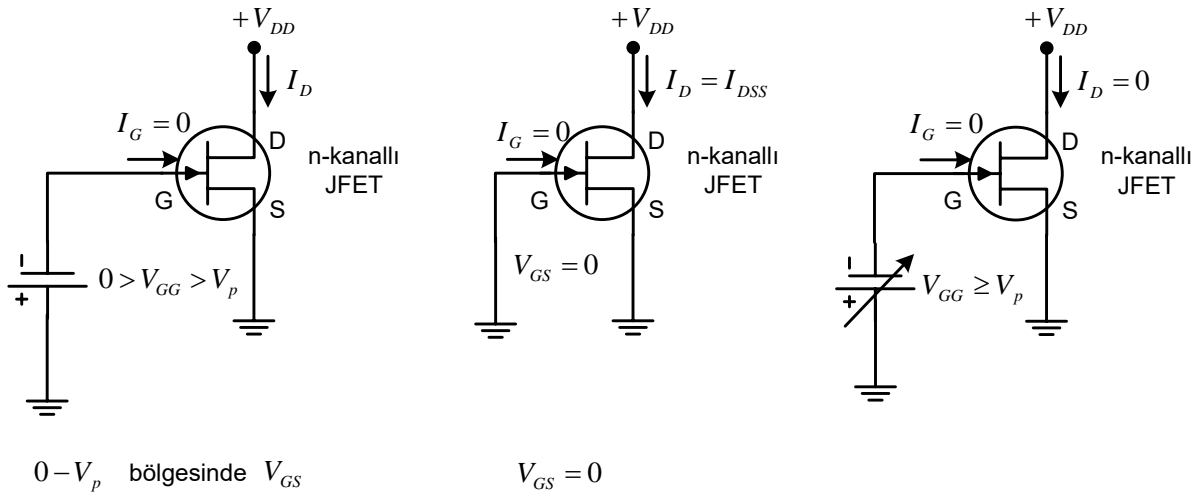 +V_DD
I_D
I_G = 0
D
n-kanallı
JFET
G
S
-
+
0 > V_GG > V_p
0 − V_p bölgesinde V_GS
+V_DD
I_D = I_DSS
I_G = 0
D
n-kanallı
JFET
G
S
V_GS = 0
V_GS = 0
+V_DD
I_D = 0
I_G = 0
D
n-kanallı
JFET
G
S
-
+
V_GG ≥ V_p